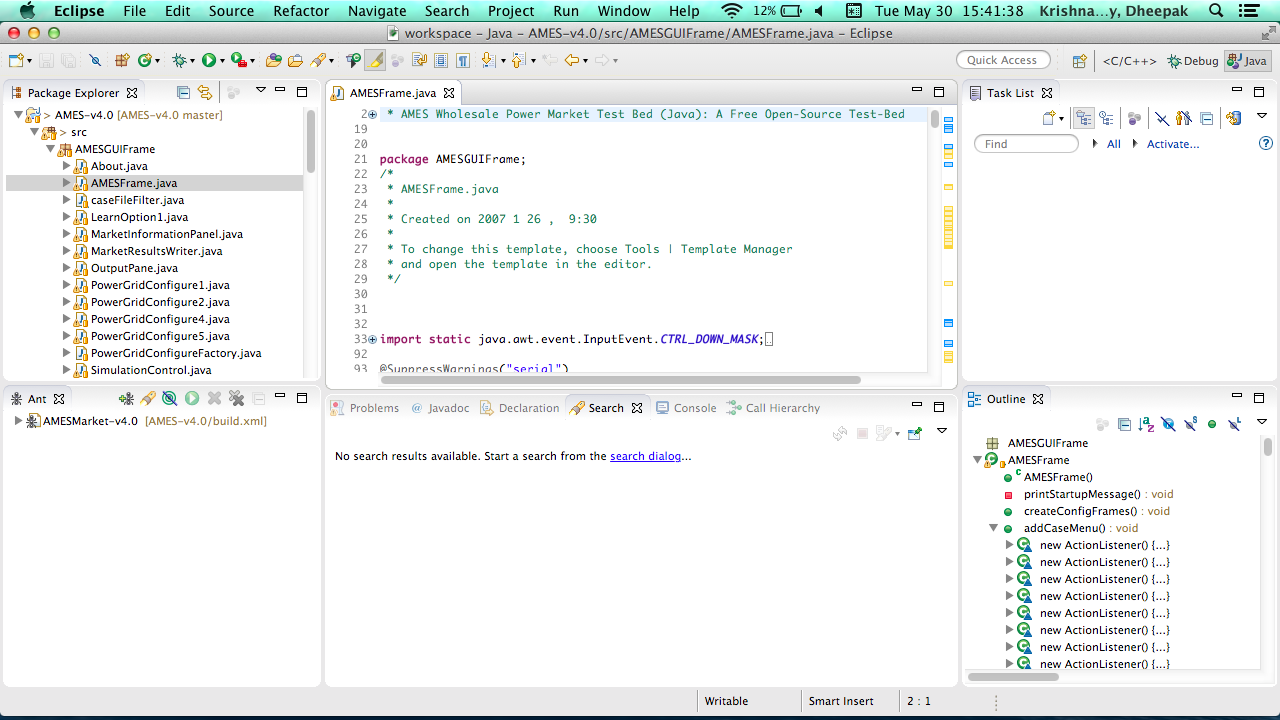 Eclipse File Edit Source Refactor Navigate Search Project Run Window Help 12% Tue May 30 15:41:38 Krishna...y, Dheepak
workspace - Java - AMES-v4.0/src/AMESGUIFrame/AMESFrame.java - Eclipse
Quick Access <C/C++> Debug Java
Package Explorer
> AMES-v4.0 [AMES-v4.0 master]
> src
AMESGUIFrame
About.java
AMESFrame.java
caseFileFilter.java
LearnOption1.java
MarketInformationPanel.java
MarketResultsWriter.java
OutputPane.java
PowerGridConfigure1.java
PowerGridConfigure2.java
PowerGridConfigure4.java
PowerGridConfigure5.java
PowerGridConfigureFactory.java
SimulationControl.java
AMESFrame.java
2 * AMES Wholesale Power Market Test Bed (Java): A Free Open-Source Test-Bed
19
20
21 package AMESGUIFrame;
22 /*
23 * AMESFrame.java
24 *
25 * Created on 2007 1 26 , 9:30
26 *
27 * To change this template, choose Tools | Template Manager
28 * and open the template in the editor.
29 */
30
31
32
33 import static java.awt.event.InputEvent.CTRL_DOWN_MASK;
92
93 @SuppressWarnings("serial")
Task List
Find All Activate...
Ant
AMESMarket-v4.0 [AMES-v4.0/build.xml]
Problems @ Javadoc Declaration Search Console Call Hierarchy
No search results available. Start a search from the search dialog...
Outline
AMESGUIFrame
AMESFrame
AMESFrame()
printStartupMessage() : void
createConfigFrames() : void
addCaseMenu() : void
new ActionListener() {...}
new ActionListener() {...}
new ActionListener() {...}
new ActionListener() {...}
new ActionListener() {...}
new ActionListener() {...}
new ActionListener() {...}
new ActionListener() {...}
Writable Smart Insert 2 : 1